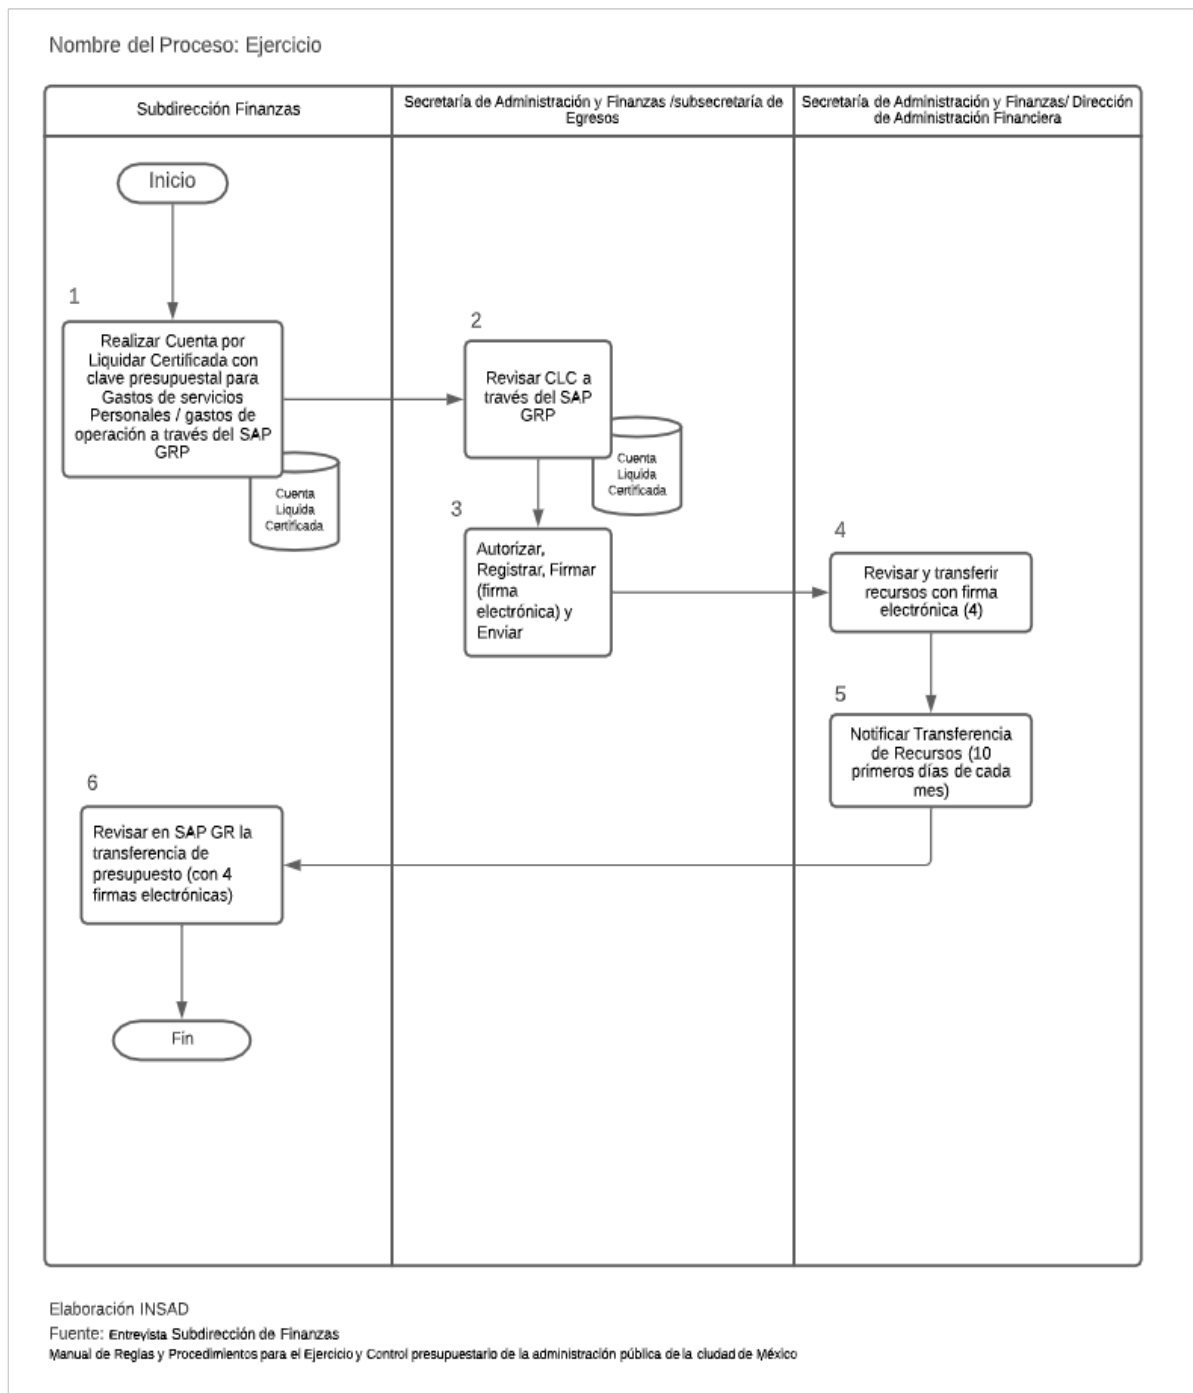 Nombre del Proceso: Ejercicio
Subdirección Finanzas
Secretaría de Administración y Finanzas /subsecretaría de
Egresos
Secretaría de Administración y Finanzas/ Dirección
de Administración Financiera
Inicio
1
Realizar Cuenta por
Liquidar Certificada con
clave presupuestal para
Gastos de servicios
Personales / gastos de
operación a través del SAP
GRP
Cuenta
Liquida
Certificada
2
Revisar CLC a
través del SAP
GRP
Cuenta
Liquida
Certificada
3
Autorizar,
Registrar, Firmar
(firma
electrónica) y
Enviar
4
Revisar y transferir
recursos con firma
electrónica (4)
5
Notificar Transferencia
de Recursos (10
primeros días de cada
mes)
6
Revisar en SAP GR la
transferencia de
presupuesto (con 4
firmas electrónicas)
Fin
Elaboración INSAD
Fuente: Entrevista Subdirección de Finanzas
Manual de Reglas y Procedimientos para el Ejercicio y Control presupuestario de la administración pública de la ciudad de México